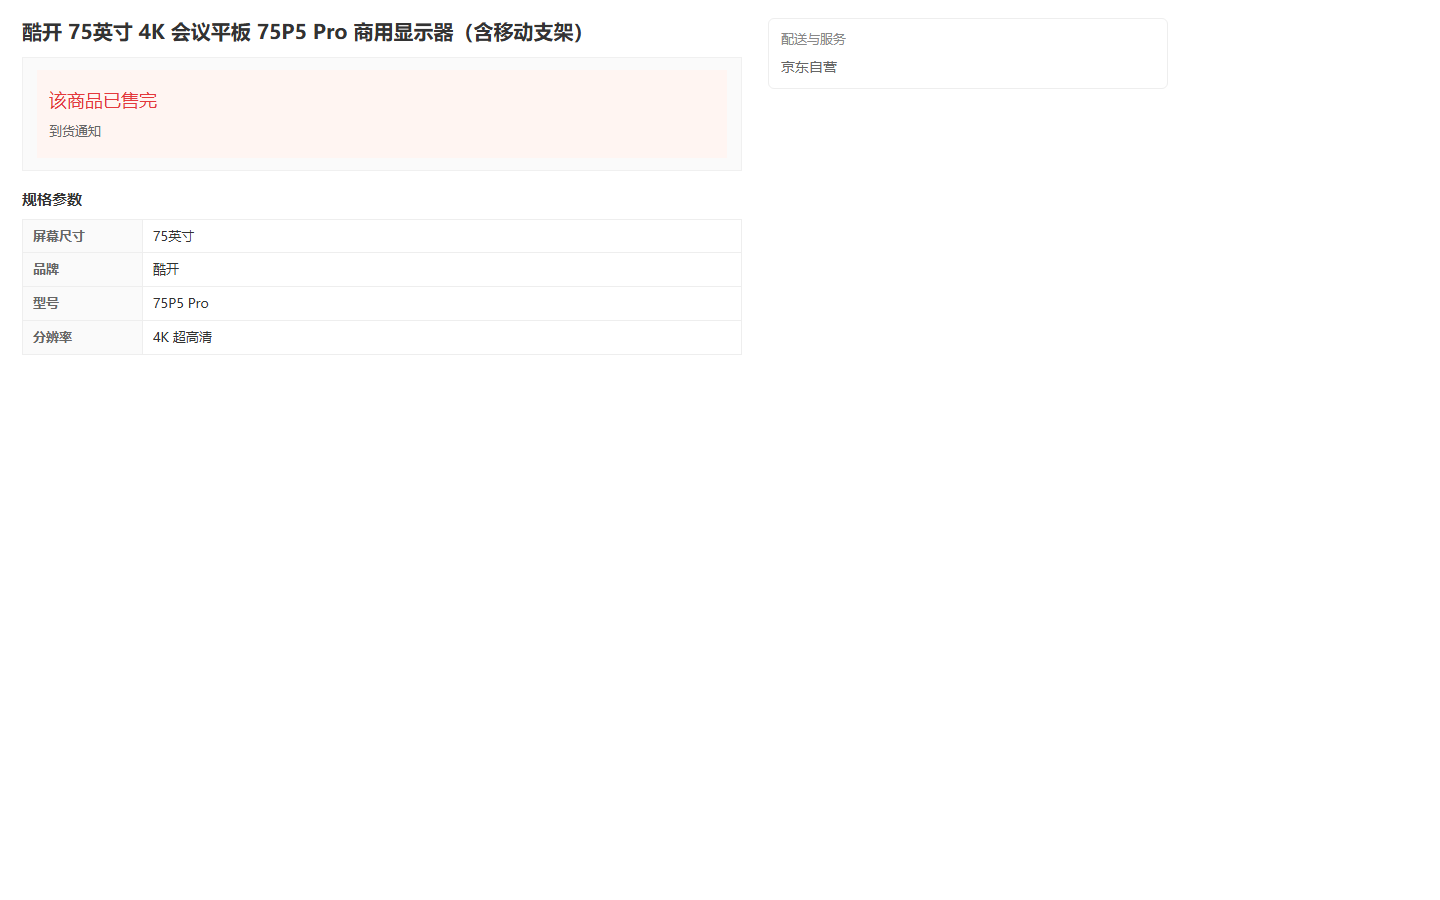 酷开 75英寸 4K 会议平板 75P5 Pro 商用显示器（含移动支架）
该商品已售完
到货通知
规格参数
屏幕尺寸 75英寸
品牌 酷开
型号 75P5 Pro
分辨率 4K 超高清
配送与服务
京东自营